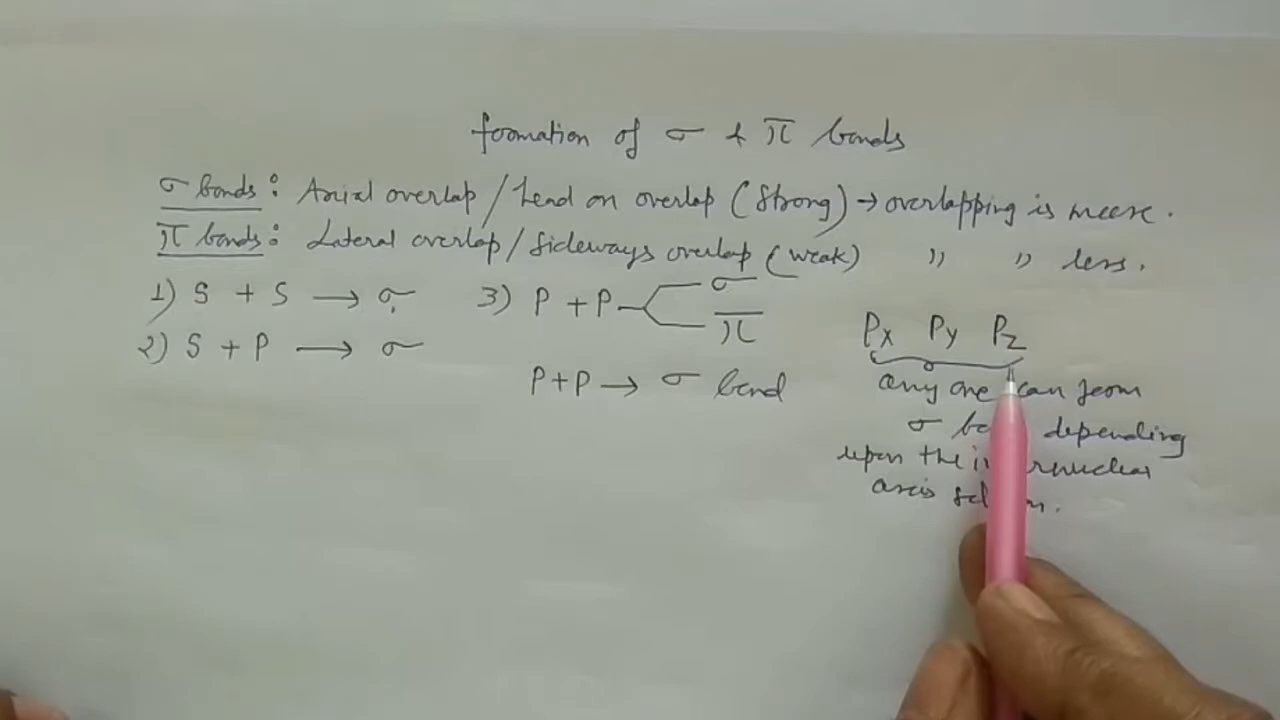 formation of σ & π bonds
σ bonds: Axial overlap / head on overlap (strong) → overlapping is more.
π bonds: Lateral overlap / sideways overlap (weak) " " less.
1) S + S → σ
3) P + P σ
π
2) S + P → σ
Px Py Pz
P+P → σ bond
any one can form
σ depending
upon the
axis